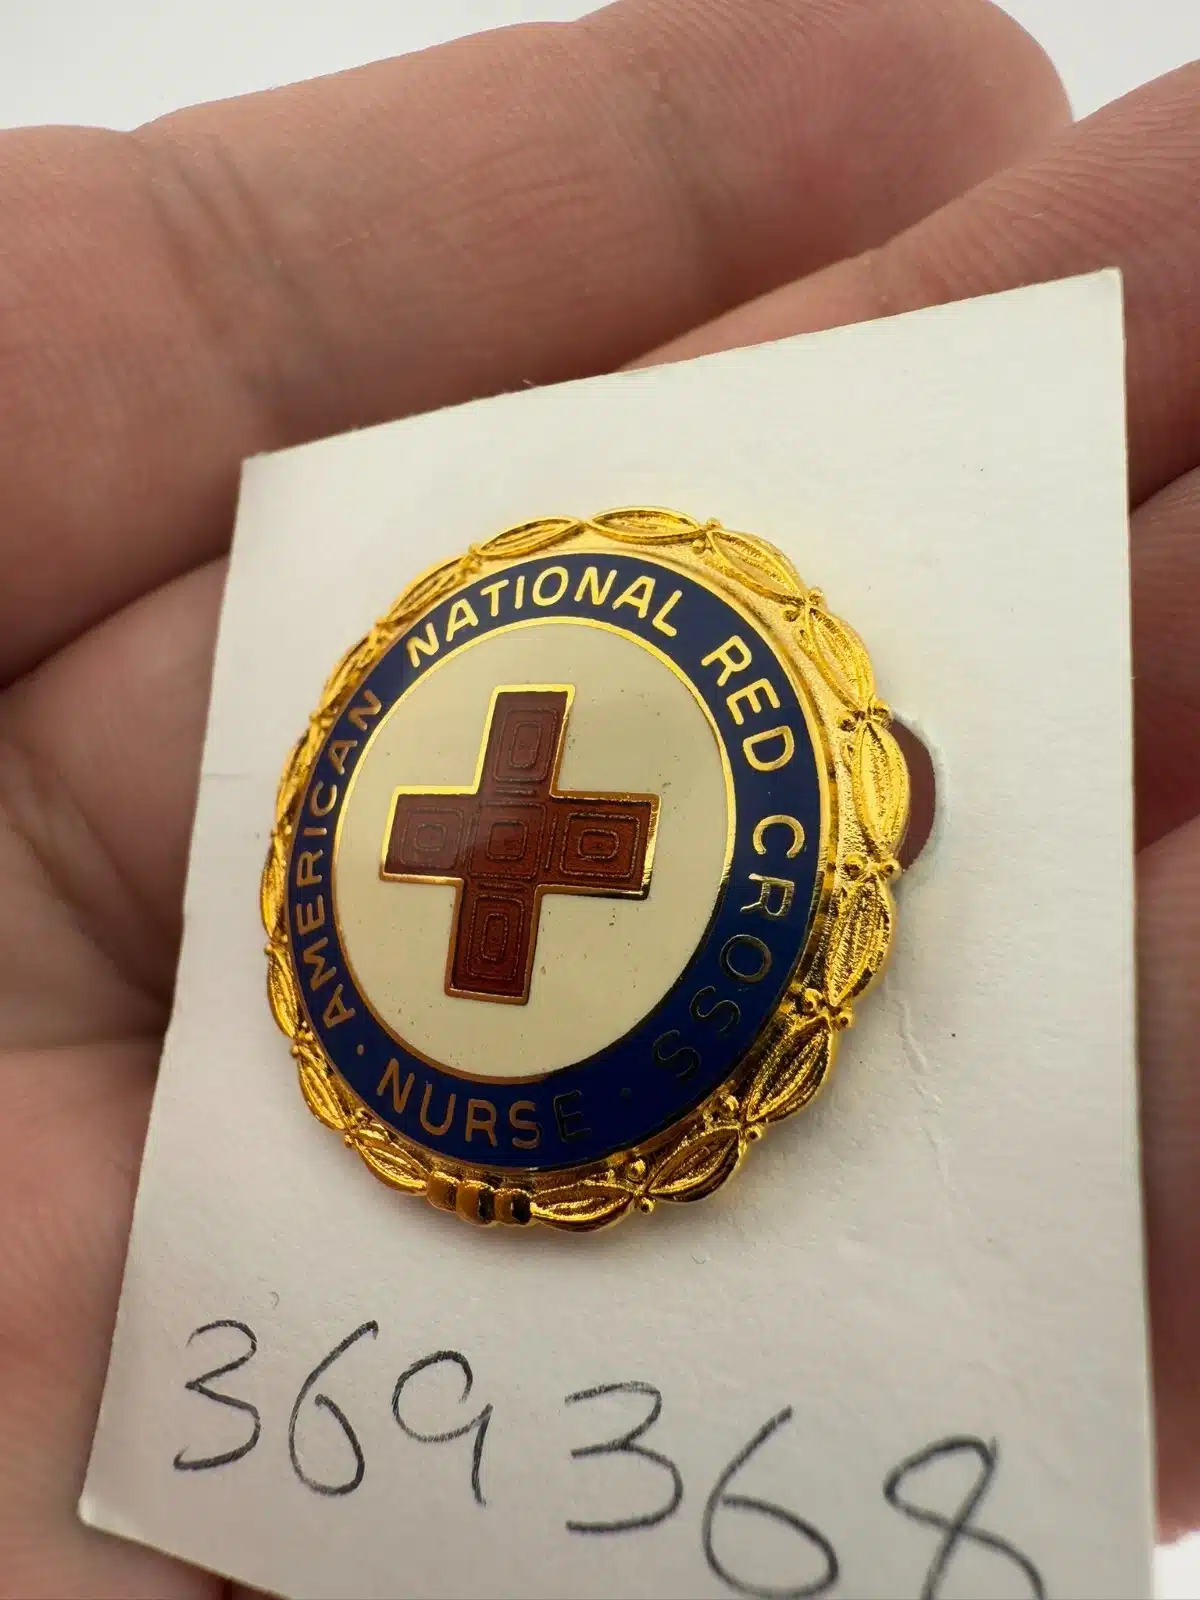 AMERICAN NATIONAL RED CROSS · NURSE ·
369368